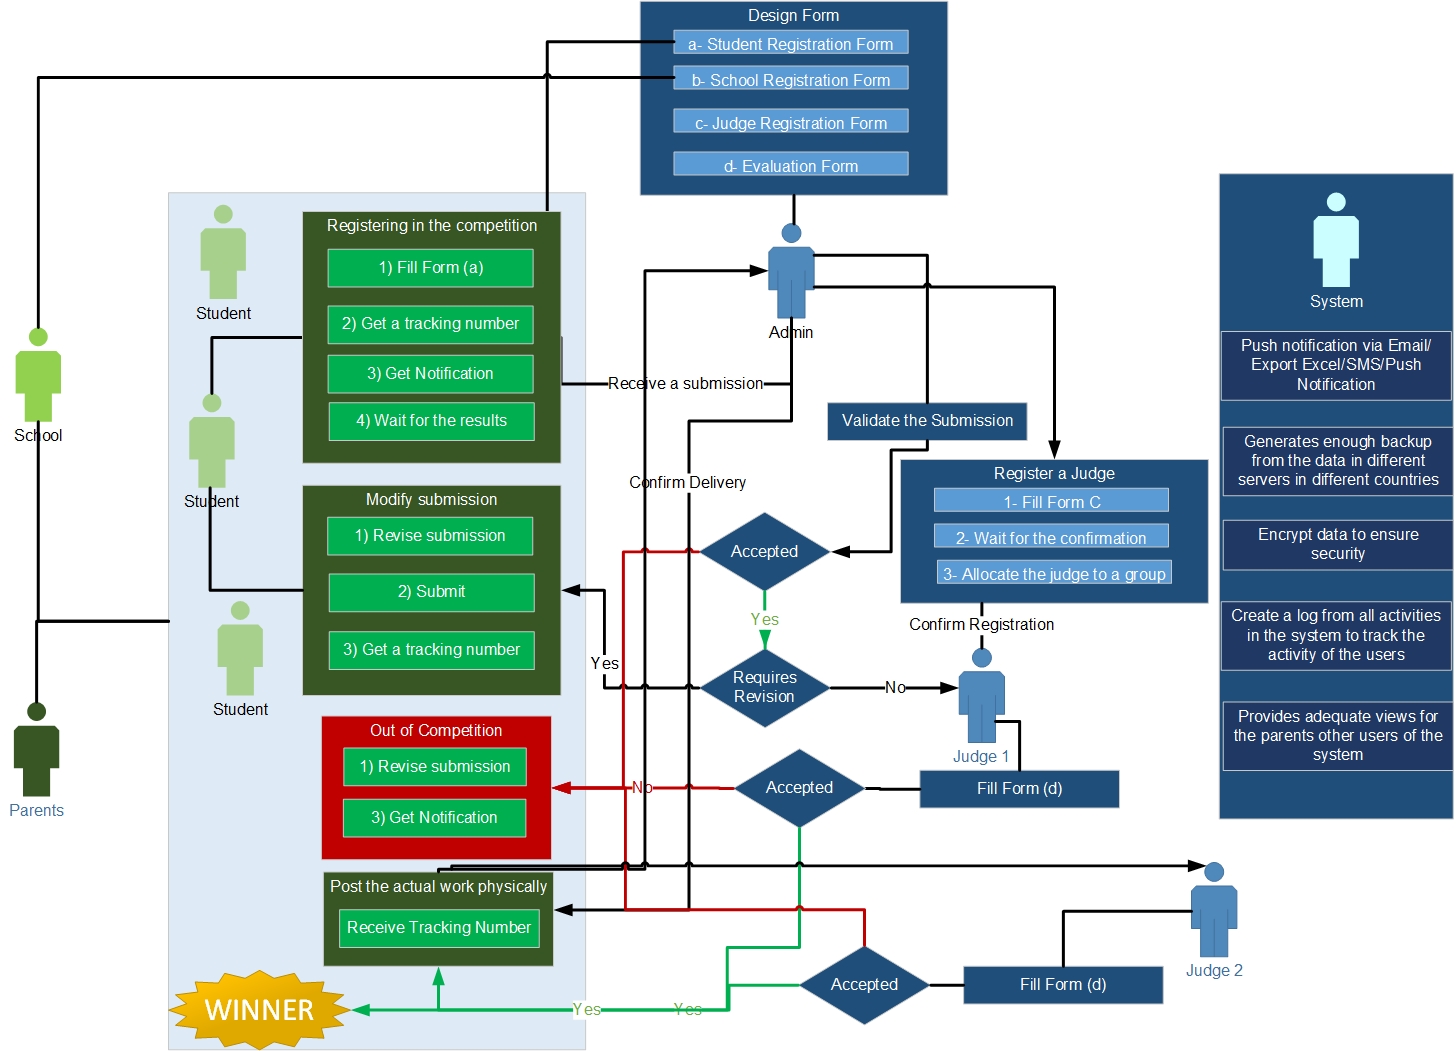 Design Form
a- Student Registration Form
b- School Registration Form
c- Judge Registration Form
d- Evaluation Form
Registering in the competition
1) Fill Form (a)
2) Get a tracking number
3) Get Notification
4) Wait for the results
Student
Student
Student
School
Parents
Modify submission
1) Revise submission
2) Submit
3) Get a tracking number
Out of Competition
1) Revise submission
3) Get Notification
Post the actual work physically
Receive Tracking Number
WINNER
Admin
Receive a submission
Confirm Delivery
Validate the Submission
Register a Judge
1- Fill Form C
2- Wait for the confirmation
3- Allocate the judge to a group
Confirm Registration
Accepted
Yes
Requires
Revision
Yes
No
Judge 1
Fill Form (d)
Accepted
No
Judge 2
Fill Form (d)
Accepted
Yes
Yes
System
Push notification via Email/
Export Excel/SMS/Push
Notification
Generates enough backup
from the data in different
servers in different countries
Encrypt data to ensure
security
Create a log from all activities
in the system to track the
activity of the users
Provides adequate views for
the parents other users of the
system